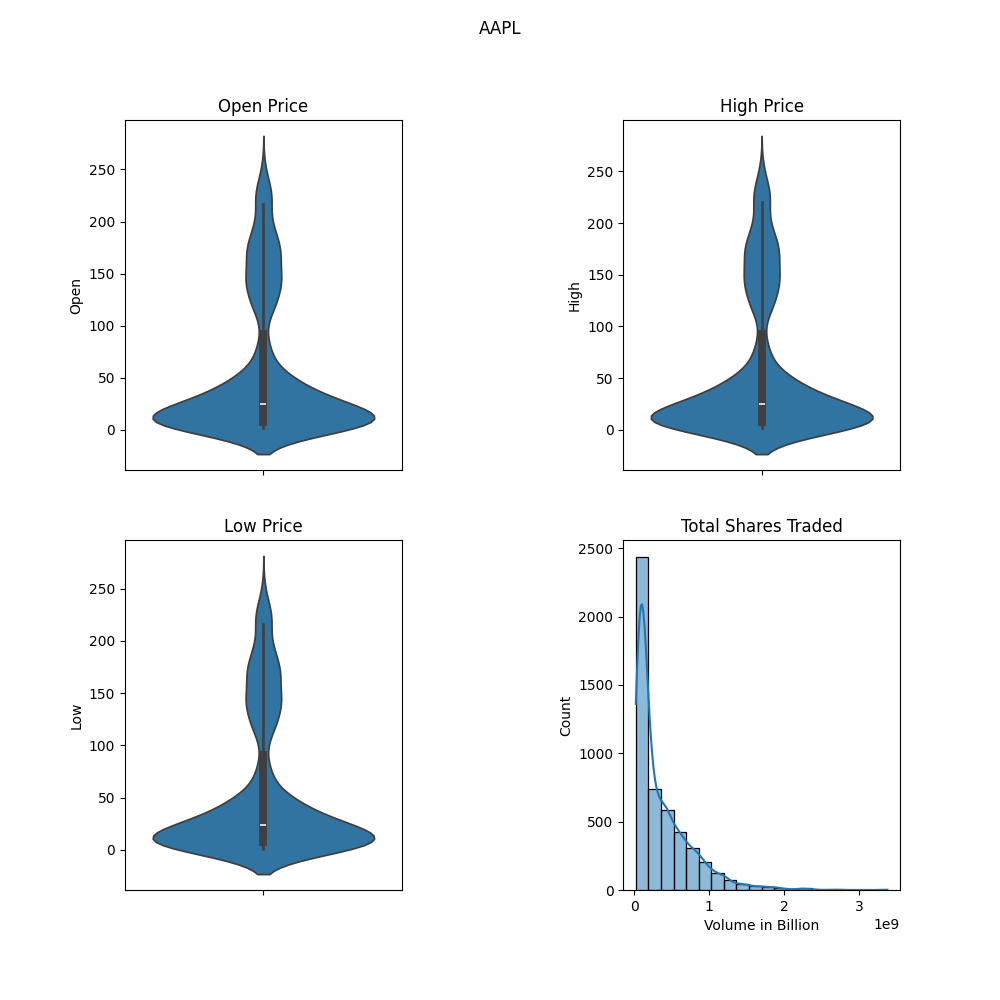 AAPL
Open Price
250
200
150
100
50
0
Open
High Price
250
200
150
100
50
0
High
Low Price
250
200
150
100
50
0
Low
Total Shares Traded
2500
2000
1500
1000
500
0
Count
0 1 2 3
1e9
Volume in Billion